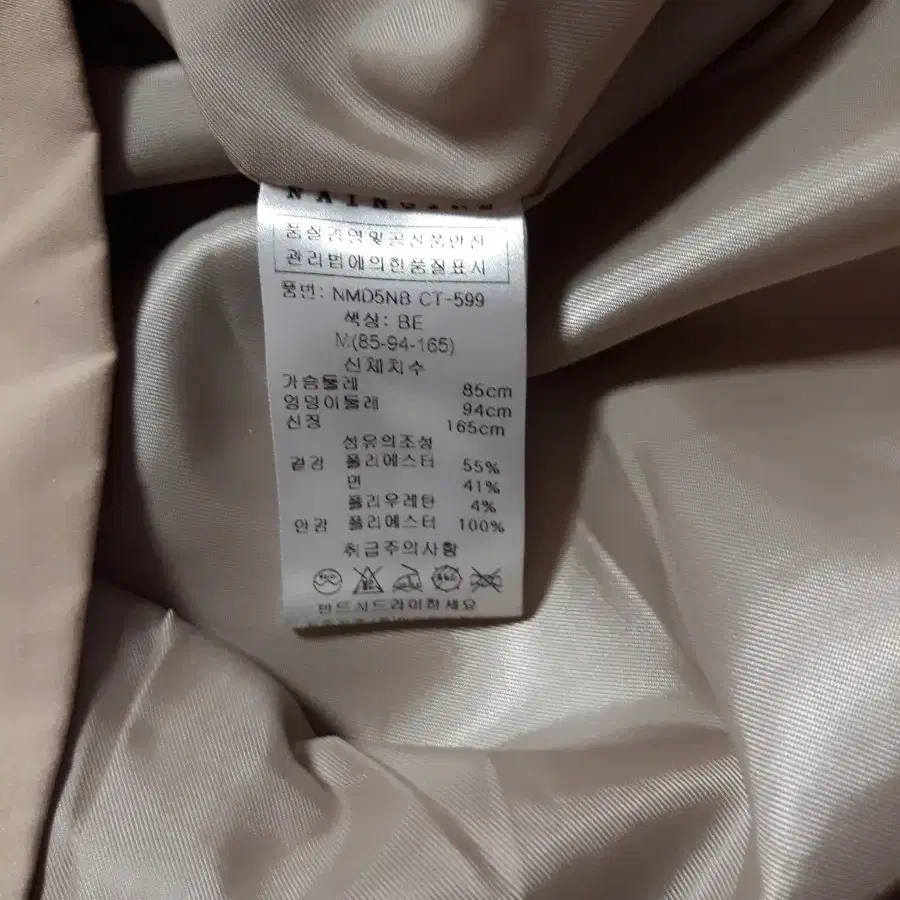 품질경영및공산품안전
관리법에의한품질표시
품번: NMD5NB CT-599
색상: BE
M(85-94-165)
신체치수
가슴둘레 85cm
엉덩이둘레 94cm
신장 165cm
섬유의조성
겉감 폴리에스터 55%
면 41%
폴리우레탄 4%
안감 폴리에스터 100%
취급주의사항
반드시드라이하세요